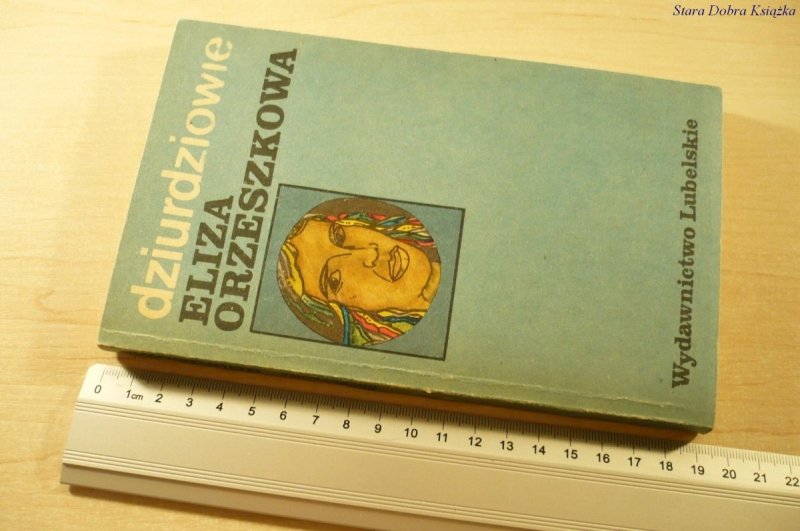 Stara Dobra Książka
dziurdziowie
ELIZA
ORZESZKOWA
Wydawnictwo Lubelskie
0 1cm 2 3 4 5 6 7 8 9 10 11 12 13 14 15 16 17 18 19 20 21 22